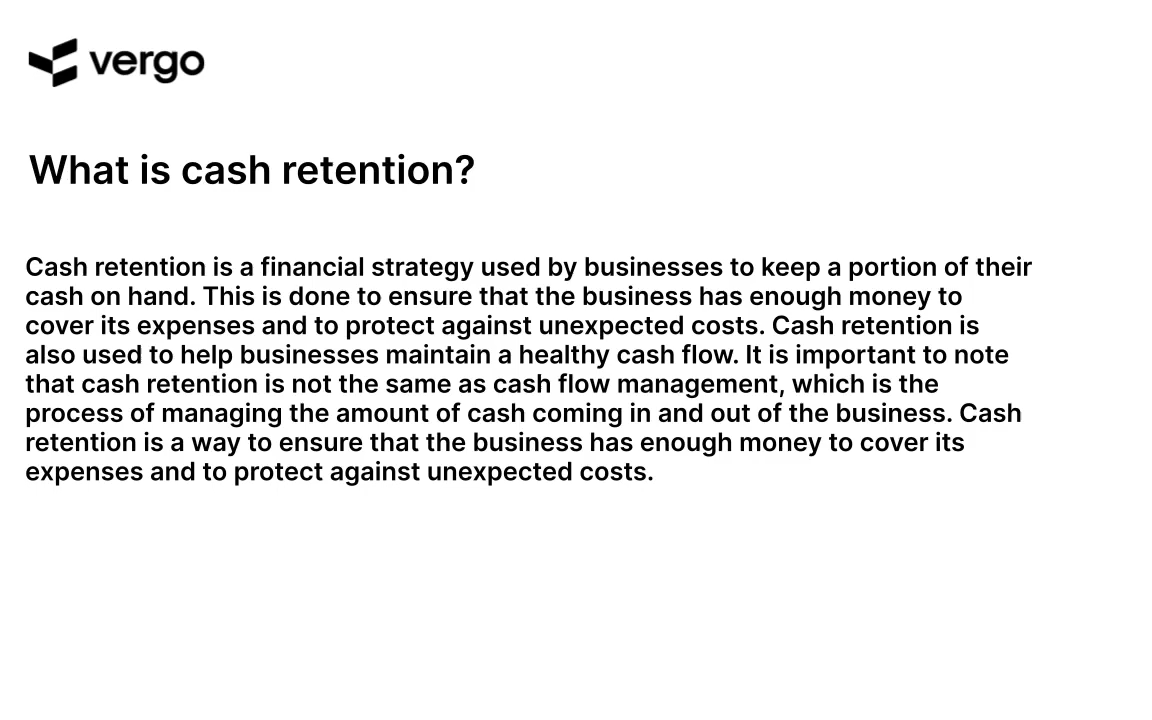 vergo
What is cash retention?
Cash retention is a financial strategy used by businesses to keep a portion of their
cash on hand. This is done to ensure that the business has enough money to
cover its expenses and to protect against unexpected costs. Cash retention is
also used to help businesses maintain a healthy cash flow. It is important to note
that cash retention is not the same as cash flow management, which is the
process of managing the amount of cash coming in and out of the business. Cash
retention is a way to ensure that the business has enough money to cover its
expenses and to protect against unexpected costs.